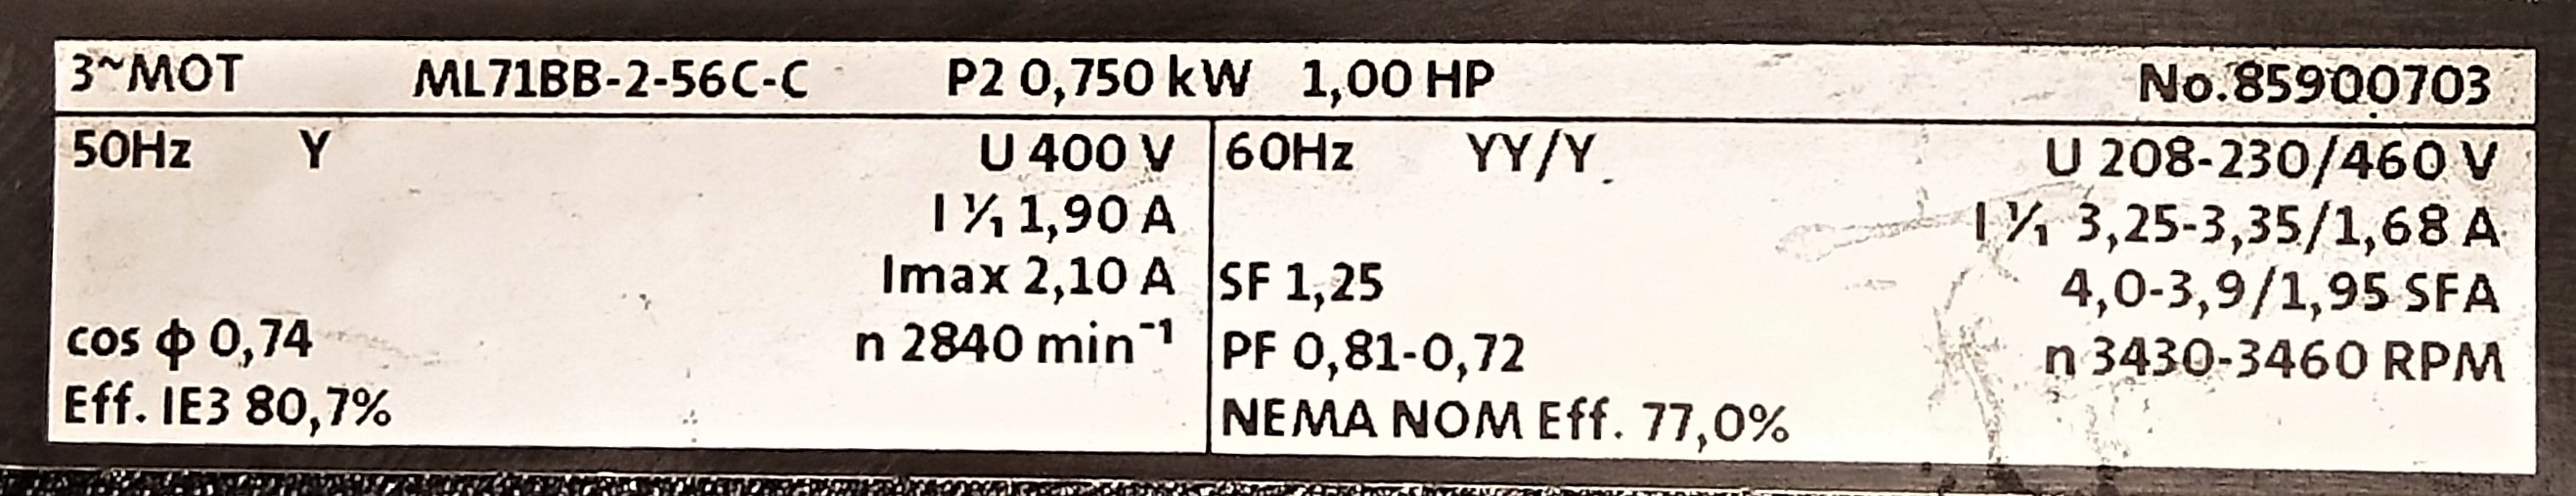 3~MOT ML71BB-2-56C-C P2 0,750 kW 1,00 HP No.85900703
50Hz Y U 400 V
I 1/1 1,90 A
Imax 2,10 A
cos ϕ 0,74 n 2840 min⁻¹
Eff. IE3 80,7%
60Hz YY/Y U 208-230/460 V
I 1/1 3,25-3,35/1,68 A
SF 1,25 4,0-3,9/1,95 SFA
PF 0,81-0,72 n 3430-3460 RPM
NEMA NOM Eff. 77,0%